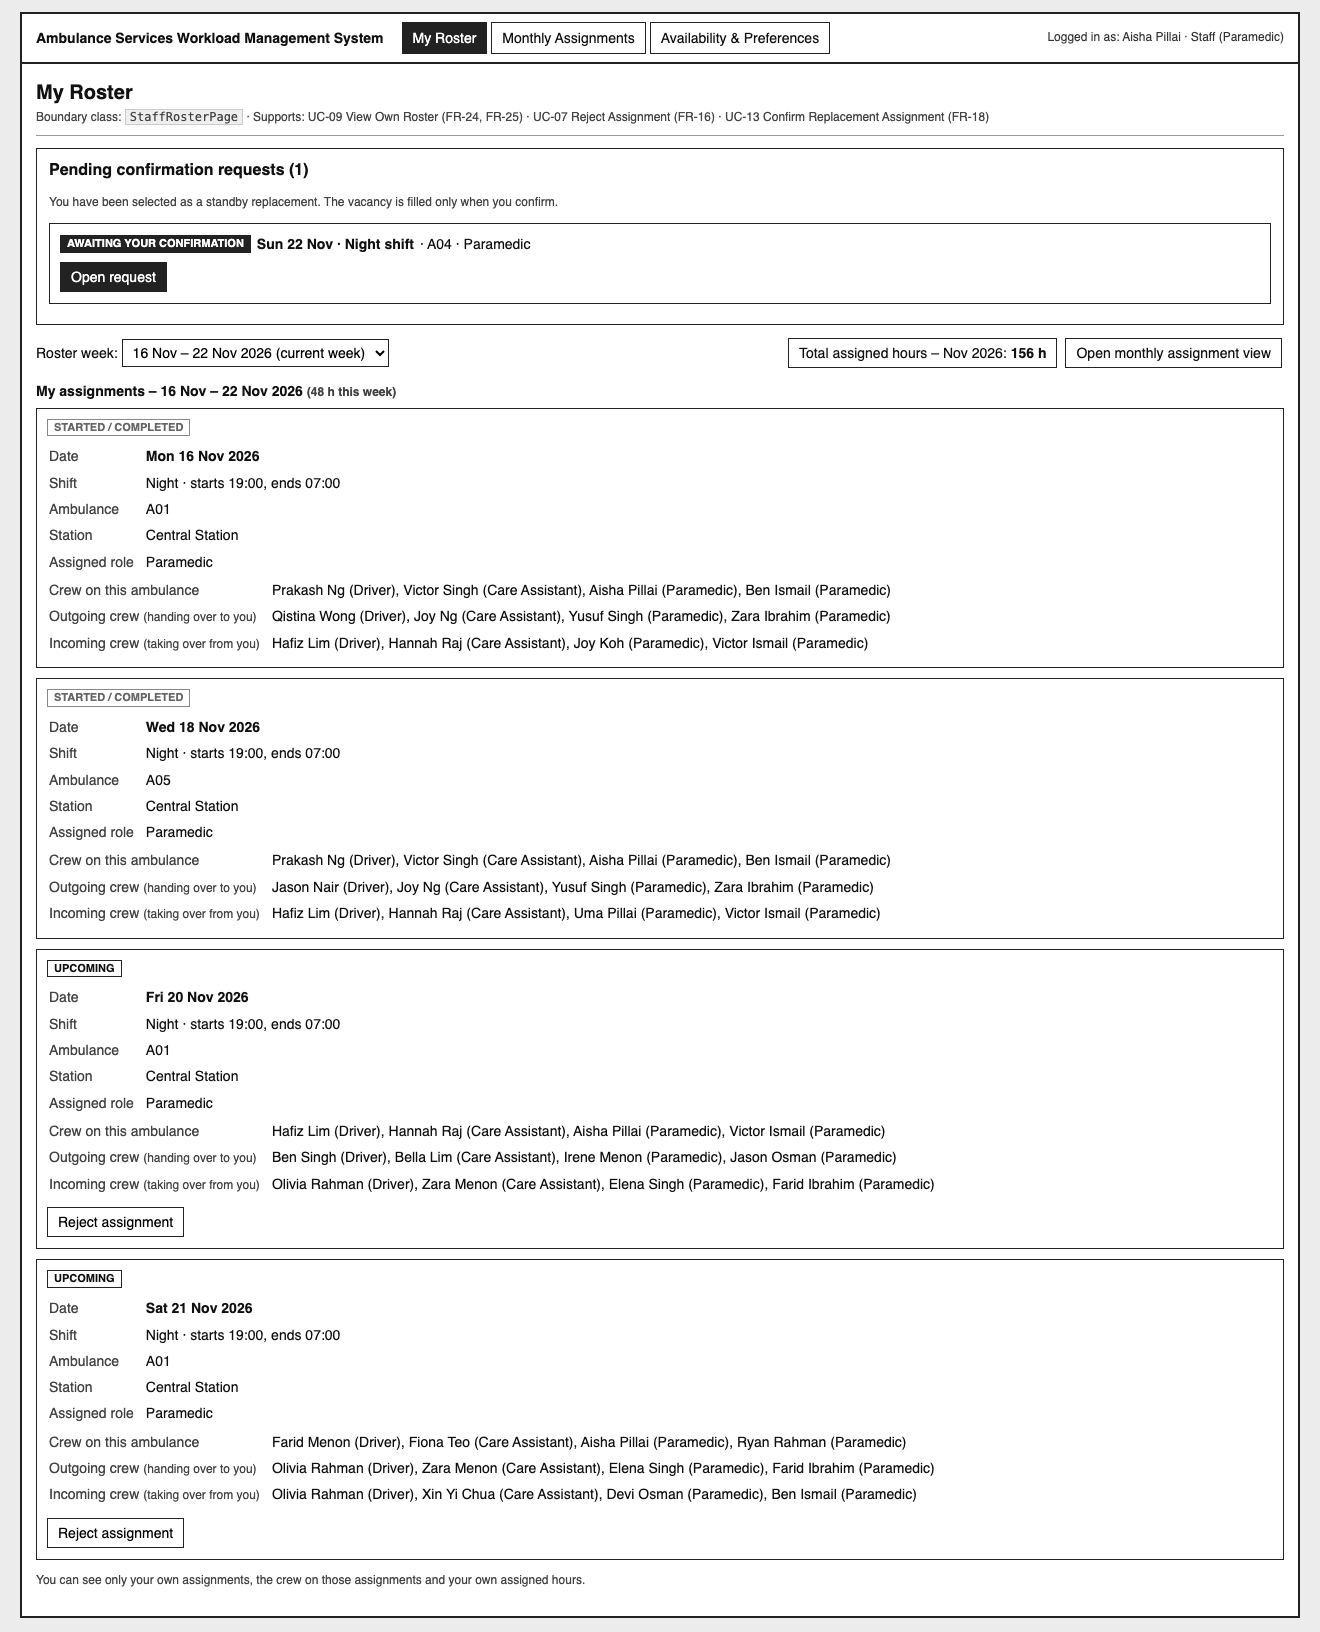 Ambulance Services Workload Management System My Roster Monthly Assignments Availability & Preferences Logged in as: Aisha Pillai · Staff (Paramedic)
My Roster
Boundary class: StaffRosterPage · Supports: UC-09 View Own Roster (FR-24, FR-25) · UC-07 Reject Assignment (FR-16) · UC-13 Confirm Replacement Assignment (FR-18)
Pending confirmation requests (1)
You have been selected as a standby replacement. The vacancy is filled only when you confirm.
AWAITING YOUR CONFIRMATION Sun 22 Nov · Night shift · A04 · Paramedic
Open request
Roster week: 16 Nov – 22 Nov 2026 (current week) Total assigned hours – Nov 2026: 156 h Open monthly assignment view
My assignments – 16 Nov – 22 Nov 2026 (48 h this week)
STARTED / COMPLETED
Date Mon 16 Nov 2026
Shift Night · starts 19:00, ends 07:00
Ambulance A01
Station Central Station
Assigned role Paramedic
Crew on this ambulance Prakash Ng (Driver), Victor Singh (Care Assistant), Aisha Pillai (Paramedic), Ben Ismail (Paramedic)
Outgoing crew (handing over to you) Qistina Wong (Driver), Joy Ng (Care Assistant), Yusuf Singh (Paramedic), Zara Ibrahim (Paramedic)
Incoming crew (taking over from you) Hafiz Lim (Driver), Hannah Raj (Care Assistant), Joy Koh (Paramedic), Victor Ismail (Paramedic)
STARTED / COMPLETED
Date Wed 18 Nov 2026
Shift Night · starts 19:00, ends 07:00
Ambulance A05
Station Central Station
Assigned role Paramedic
Crew on this ambulance Prakash Ng (Driver), Victor Singh (Care Assistant), Aisha Pillai (Paramedic), Ben Ismail (Paramedic)
Outgoing crew (handing over to you) Jason Nair (Driver), Joy Ng (Care Assistant), Yusuf Singh (Paramedic), Zara Ibrahim (Paramedic)
Incoming crew (taking over from you) Hafiz Lim (Driver), Hannah Raj (Care Assistant), Uma Pillai (Paramedic), Victor Ismail (Paramedic)
UPCOMING
Date Fri 20 Nov 2026
Shift Night · starts 19:00, ends 07:00
Ambulance A01
Station Central Station
Assigned role Paramedic
Crew on this ambulance Hafiz Lim (Driver), Hannah Raj (Care Assistant), Aisha Pillai (Paramedic), Victor Ismail (Paramedic)
Outgoing crew (handing over to you) Ben Singh (Driver), Bella Lim (Care Assistant), Irene Menon (Paramedic), Jason Osman (Paramedic)
Incoming crew (taking over from you) Olivia Rahman (Driver), Zara Menon (Care Assistant), Elena Singh (Paramedic), Farid Ibrahim (Paramedic)
Reject assignment
UPCOMING
Date Sat 21 Nov 2026
Shift Night · starts 19:00, ends 07:00
Ambulance A01
Station Central Station
Assigned role Paramedic
Crew on this ambulance Farid Menon (Driver), Fiona Teo (Care Assistant), Aisha Pillai (Paramedic), Ryan Rahman (Paramedic)
Outgoing crew (handing over to you) Olivia Rahman (Driver), Zara Menon (Care Assistant), Elena Singh (Paramedic), Farid Ibrahim (Paramedic)
Incoming crew (taking over from you) Olivia Rahman (Driver), Xin Yi Chua (Care Assistant), Devi Osman (Paramedic), Ben Ismail (Paramedic)
Reject assignment
You can see only your own assignments, the crew on those assignments and your own assigned hours.